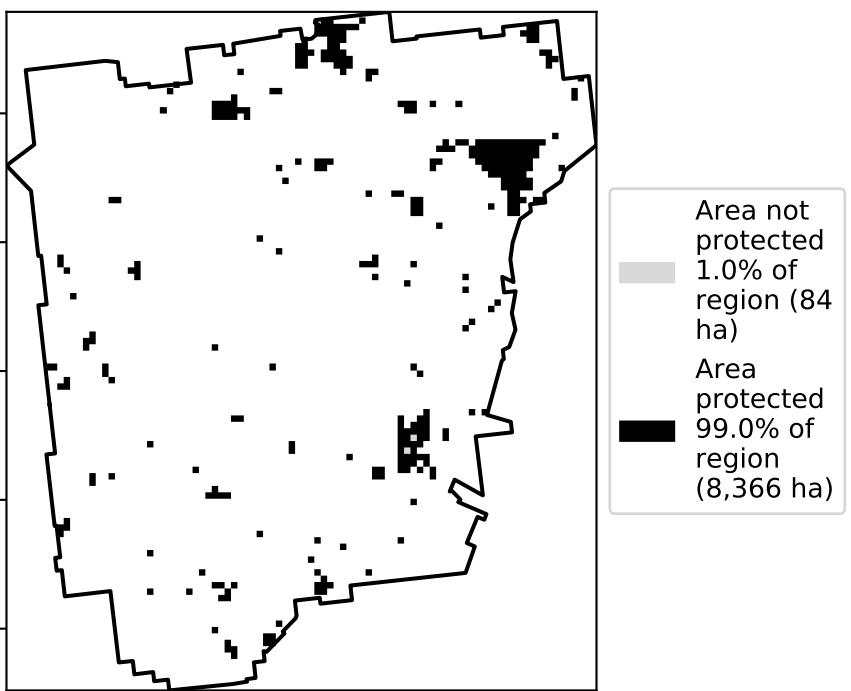 Area not
protected
1.0% of
region (84
ha)
Area
protected
99.0% of
region
(8,366 ha)